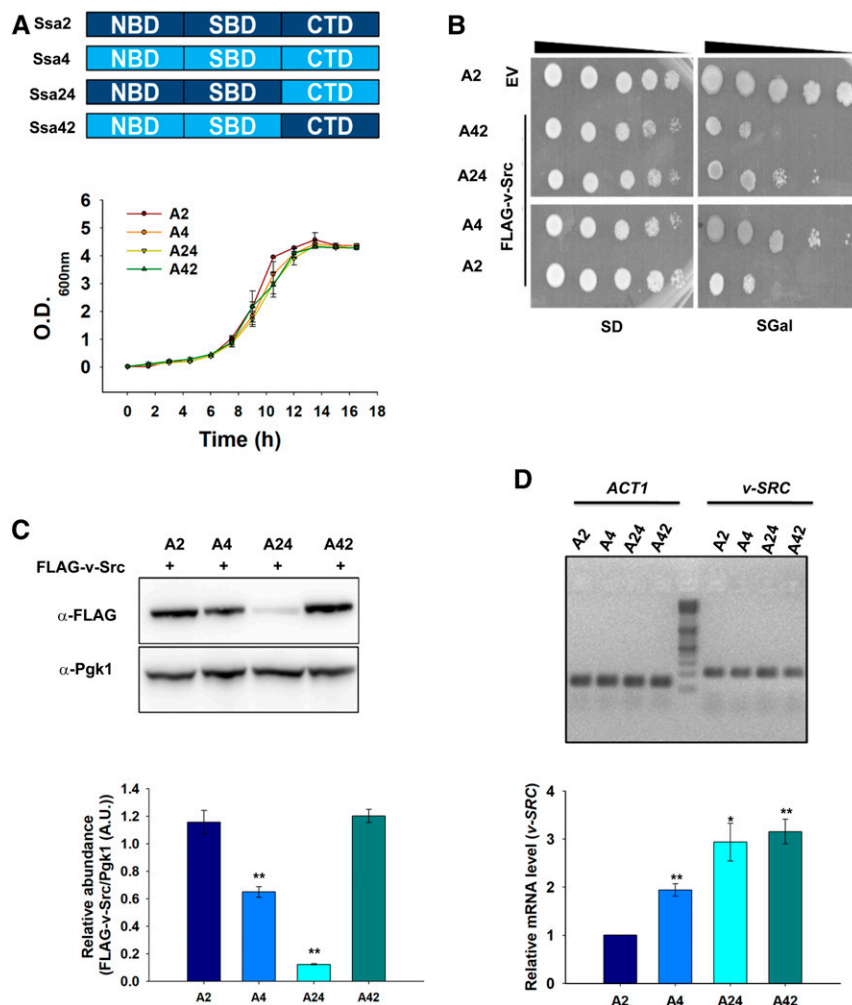 A
Ssa2 NBD SBD CTD
Ssa4 NBD SBD CTD
Ssa24 NBD SBD CTD
Ssa42 NBD SBD CTD
6
5
4
3
2
1
0
O.D. 600nm
A2
A4
A24
A42
0 2 4 6 8 10 12 14 16 18
Time (h)
B
A2 EV
A42
A24
A4
A2
FLAG-v-Src
SD SGal
C
A2 A4 A24 A42
FLAG-v-Src + + + +
α-FLAG
α-Pgk1
Relative abundance
(FLAG-v-Src/Pgk1 (A.U.))
1.4
1.2
1.0
0.8
0.6
0.4
0.2
0.0
**
**
A2 A4 A24 A42
D
ACT1 v-SRC
A2 A4 A24 A42 A2 A4 A24 A42
Relative mRNA level (v-SRC)
4
3
2
1
0
**
*
**
A2 A4 A24 A42